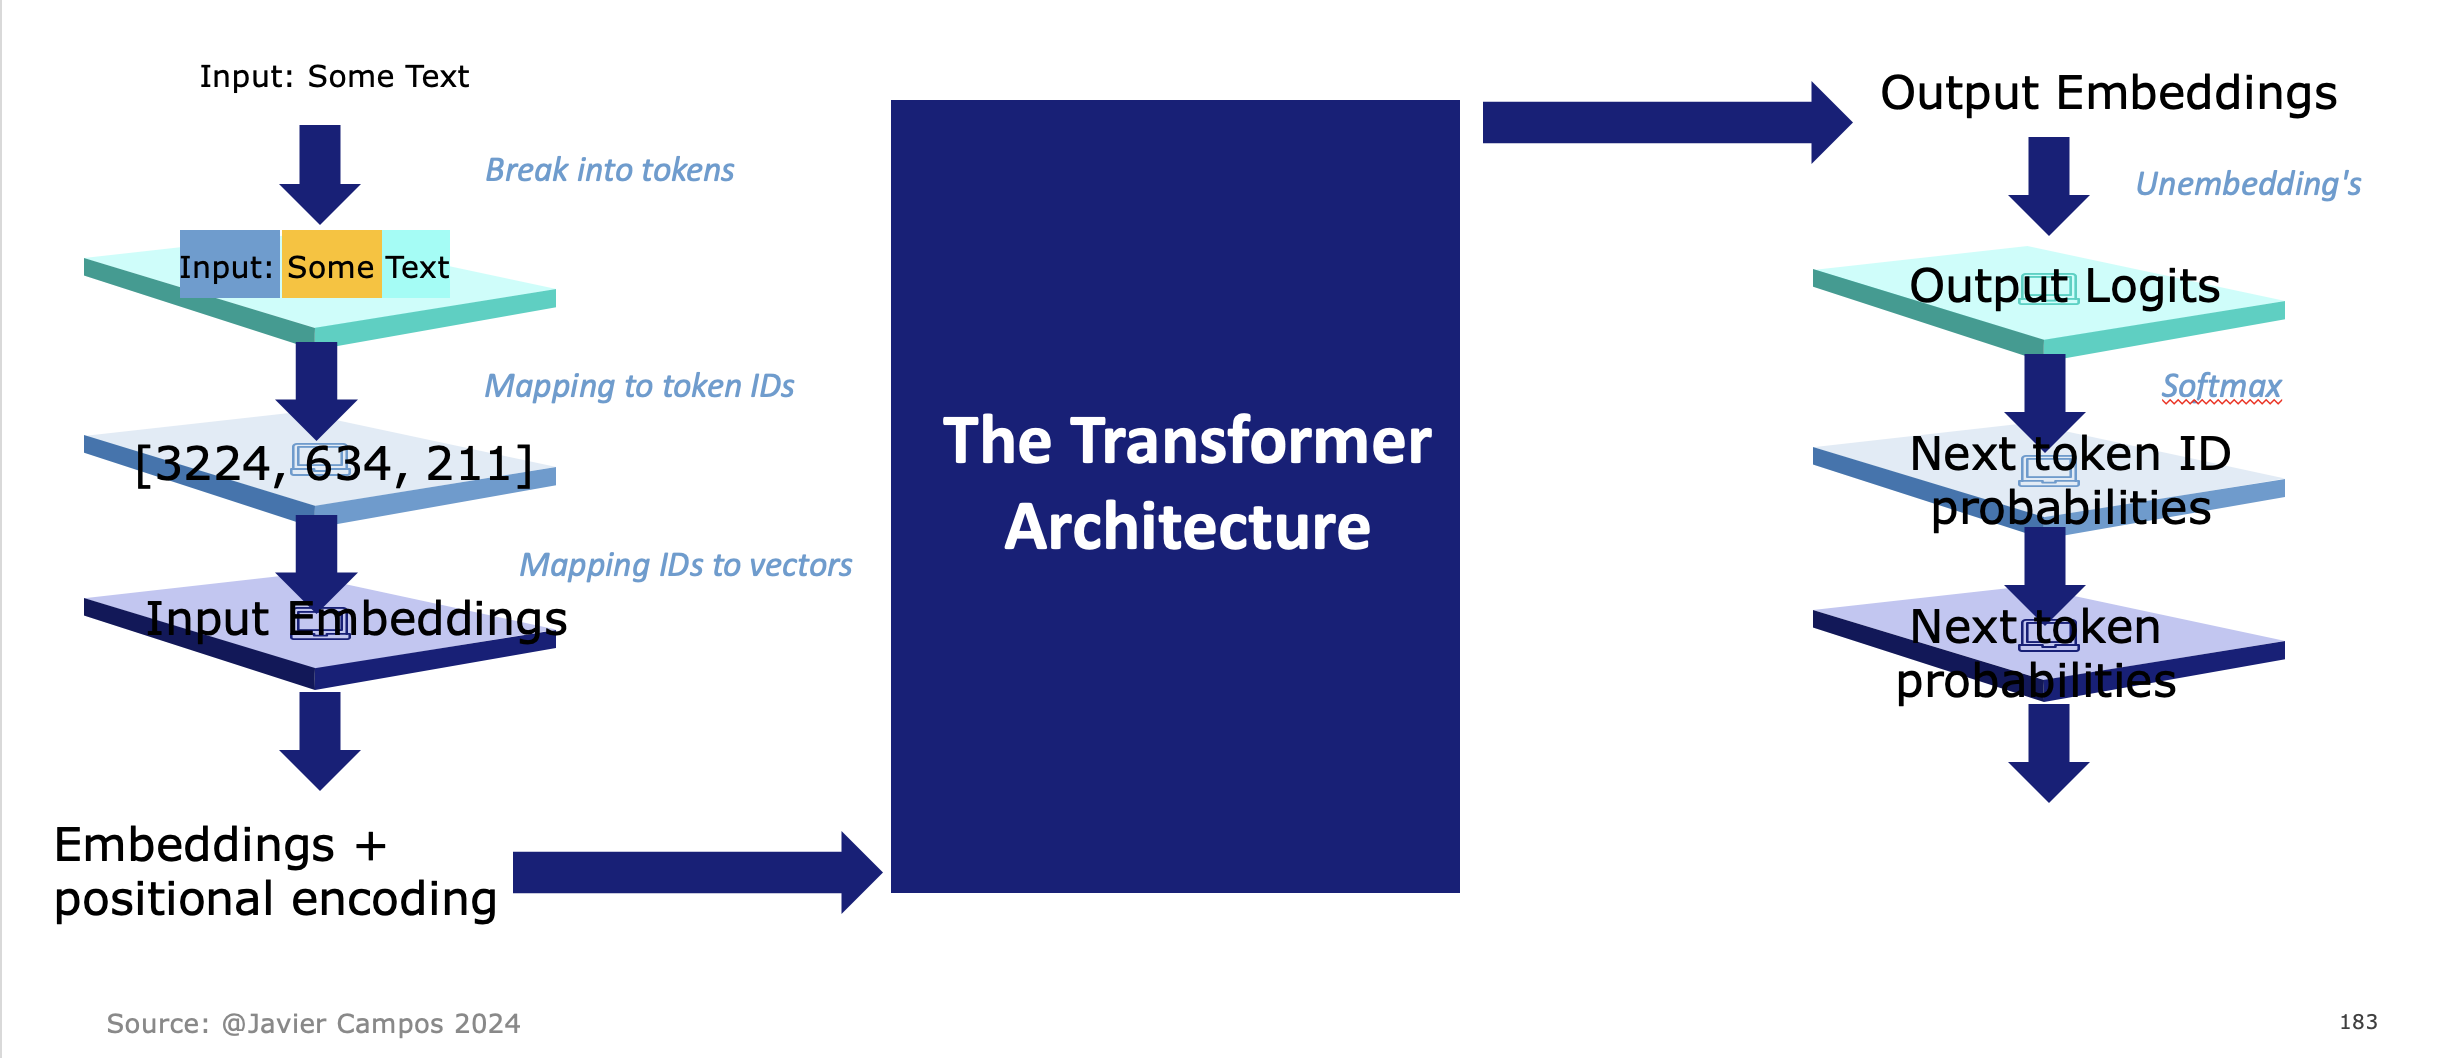 Input: Some Text
Break into tokens
Input: Some Text
Mapping to token IDs
[3224, 634, 211]
Mapping IDs to vectors
Input Embeddings
Embeddings +
positional encoding
The Transformer
Architecture
Output Embeddings
Unembedding's
Output Logits
Softmax
Next token ID
probabilities
Next token
probabilities
Source: @Javier Campos 2024
183